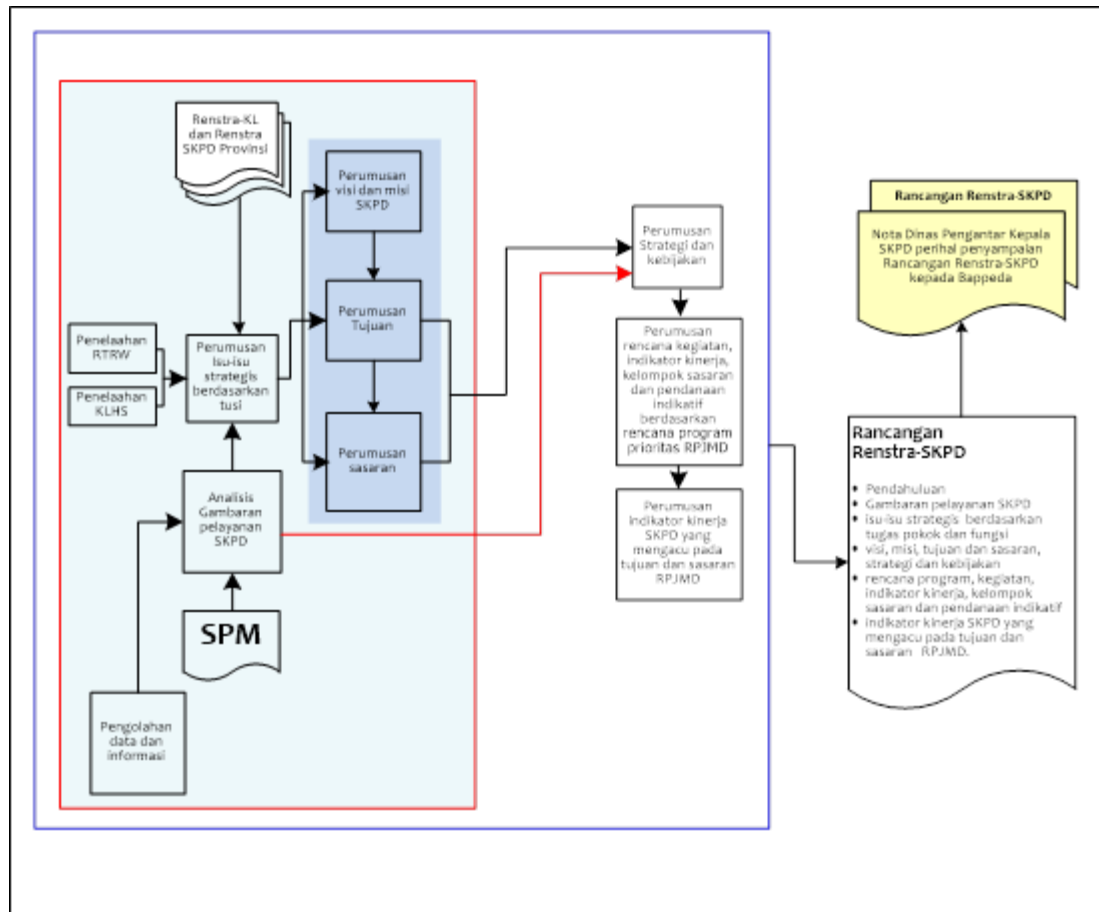 Renstra-KL
dan Renstra
SKPD Provinsi
Perumusan
visi dan misi
SKPD
Perumusan
Tujuan
Perumusan
sasaran
Penelaahan
RTRW
Penelaahan
KLHS
Perumusan
Isu-isu
strategis
berdasarkan
tusi
Analisis
Gambaran
pelayanan
SKPD
SPM
Pengolahan
data dan
informasi
Perumusan
Strategi dan
kebijakan
Perumusan
rencana kegiatan,
indikator kinerja,
kelompok sasaran
dan pendanaan
indikatif
berdasarkan
rencana program
prioritas RPJMD
Perumusan
indikator kinerja
SKPD yang
mengacu pada
tujuan dan sasaran
RPJMD
Rancangan Renstra-SKPD
Nota Dinas Pengantar Kepala
SKPD perihal penyampaian
Rancangan Renstra-SKPD
kepada Bappeda
Rancangan
Renstra-SKPD
• Pendahuluan
• Gambaran pelayanan SKPD
• isu-isu strategis berdasarkan
tugas pokok dan fungsi
• visi, misi, tujuan dan sasaran,
strategi dan kebijakan
• rencana program, kegiatan,
indikator kinerja, kelompok
sasaran dan pendanaan indikatif
• indikator kinerja SKPD yang
mengacu pada tujuan dan
sasaran RPJMD.